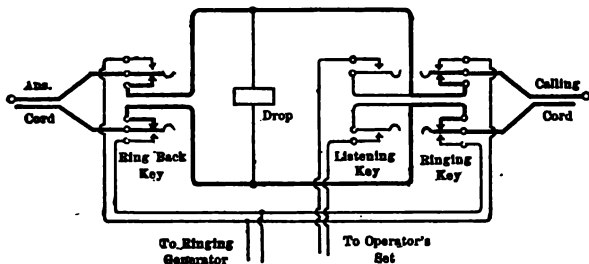 Ans.
Cord
Calling
Cord
Drop
Ring Back
Key
Listening
Key
Ringing
Key
To Ringing
Generator
To Operator's
Set